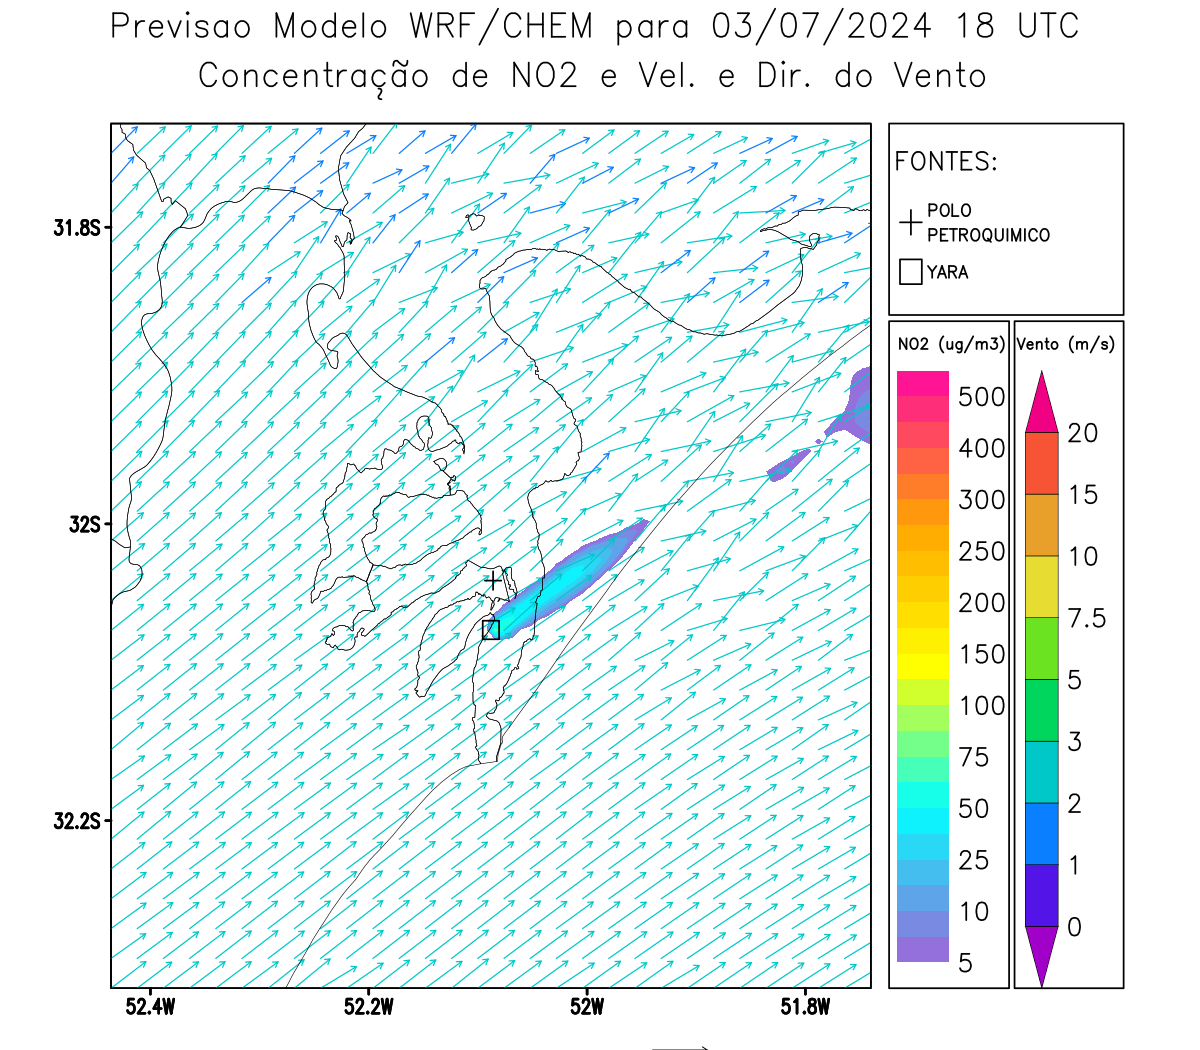 Previsao Modelo WRF/CHEM para 03/07/2024 18 UTC
Concentração de NO2 e Vel. e Dir. do Vento
FONTES:
POLO
PETROQUIMICO
YARA
NO2 (ug/m3)
500
400
300
250
200
150
100
75
50
25
10
5
Vento (m/s)
20
15
10
7.5
5
3
2
1
0
31.8S
32S
32.2S
52.4W
52.2W
52W
51.8W